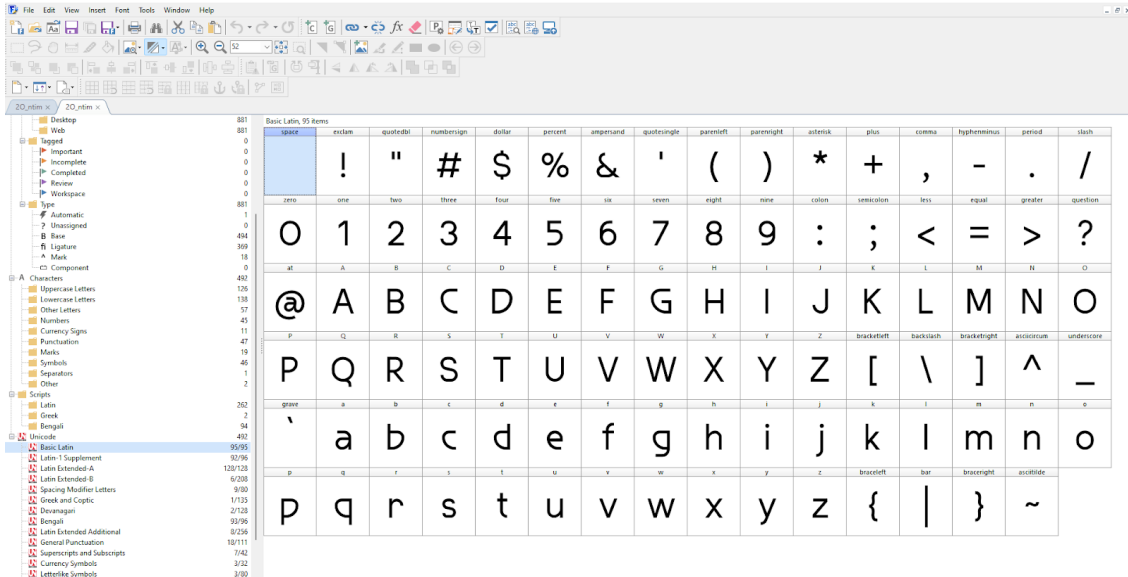 File Edit View Insert Font Tools Window Help
52
2O_ntim × 2O_ntim ×
Desktop 881
Web 881
Tagged 0
Important 0
Incomplete 0
Completed 0
Review 0
Workspace 0
Type 881
Automatic 1
? Unassigned 0
B Base 494
fi Ligature 369
^ Mark 18
Component 0
A Characters 492
Uppercase Letters 126
Lowercase Letters 138
Other Letters 57
Numbers 45
Currency Signs 11
Punctuation 47
Marks 19
Symbols 46
Separators 1
Other 2
Scripts
Latin 262
Greek 2
Bengali 94
Unicode 492
Basic Latin 95/95
Latin-1 Supplement 92/96
Latin Extended-A 128/128
Latin Extended-B 6/208
Spacing Modifier Letters 9/80
Greek and Coptic 1/135
Devanagari 2/128
Bengali 93/96
Latin Extended Additional 8/256
General Punctuation 18/111
Superscripts and Subscripts 7/42
Currency Symbols 3/32
Letterlike Symbols 3/80
Basic Latin, 95 items
space exclam quotedbl numbersign dollar percent ampersand quotesingle parenleft parenright asterisk plus comma hyphenminus period slash
! " # $ % & ' ( ) * + , - . /
zero one two three four five six seven eight nine colon semicolon less equal greater question
0 1 2 3 4 5 6 7 8 9 : ; < = > ?
at A B C D E F G H I J K L M N O
@ A B C D E F G H I J K L M N O
P Q R S T U V W X Y Z bracketleft backslash bracketright asciicircum underscore
P Q R S T U V W X Y Z [ \ ] ^ _
grave a b c d e f g h i j k l m n o
` a b c d e f g h i j k l m n o
p q r s t u v w x y z braceleft bar braceright asciitilde
p q r s t u v w x y z { | } ~